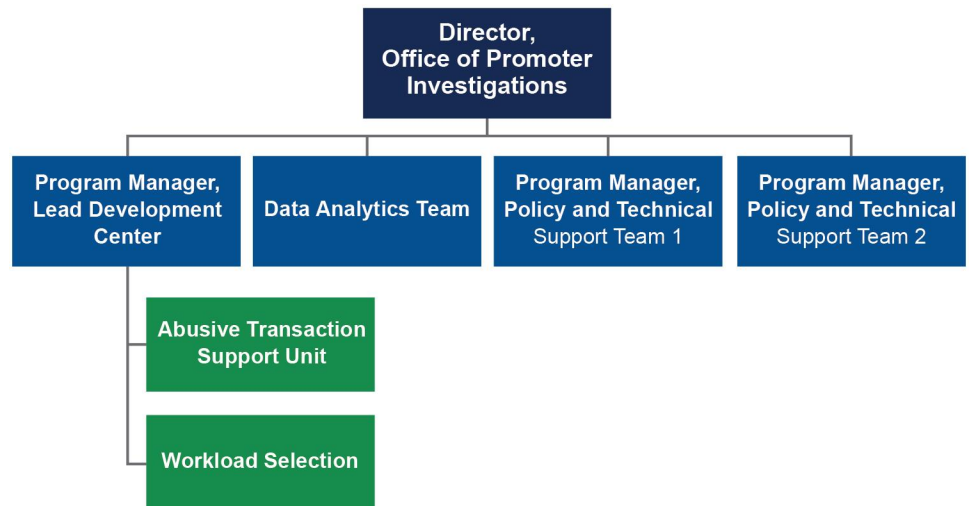 Director,
Office of Promoter
Investigations
Program Manager,
Lead Development
Center
Data Analytics Team
Program Manager,
Policy and Technical
Support Team 1
Program Manager,
Policy and Technical
Support Team 2
Abusive Transaction
Support Unit
Workload Selection